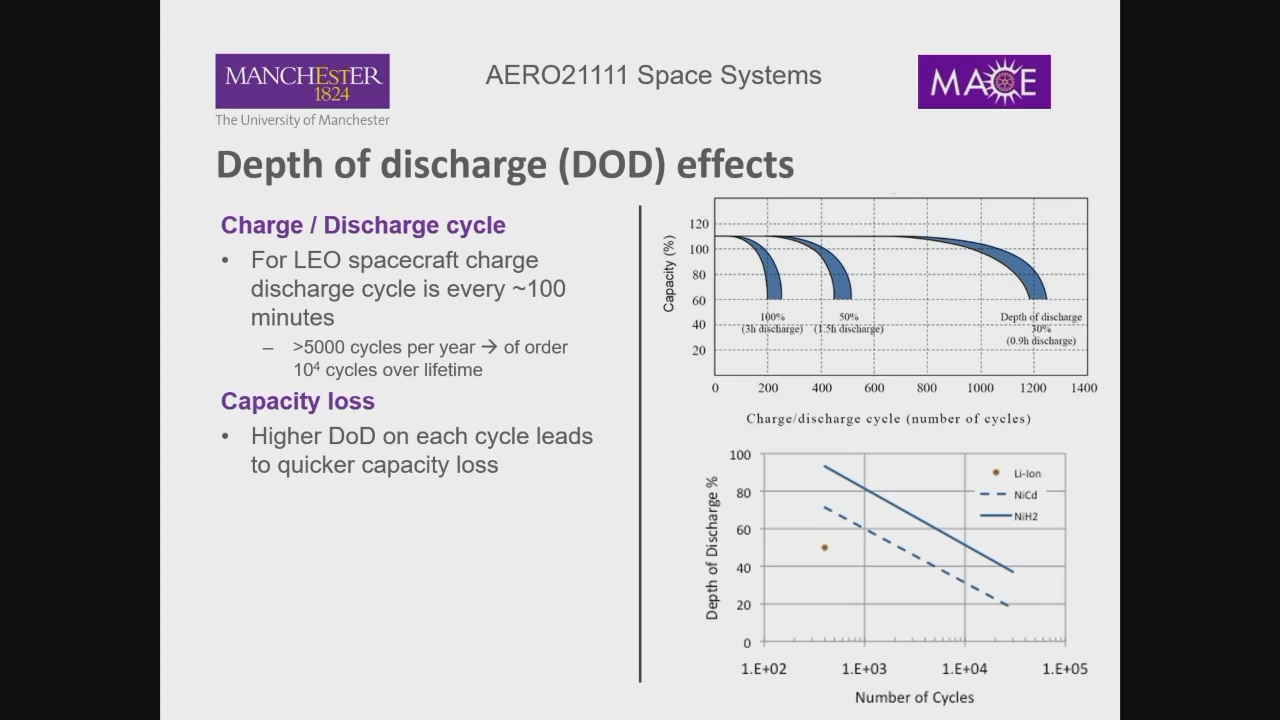 MANCHESTER
1824
The University of Manchester
AERO21111 Space Systems
MACE
Depth of discharge (DOD) effects
Charge / Discharge cycle
• For LEO spacecraft charge
discharge cycle is every ~100
minutes
– >5000 cycles per year → of order
10⁴ cycles over lifetime
Capacity loss
• Higher DoD on each cycle leads
to quicker capacity loss
Capacity (%)
120
100
80
60
40
20
100%
(3h discharge)
50%
(1.5h discharge)
Depth of discharge
30%
(0.9h discharge)
0 200 400 600 800 1000 1200 1400
Charge/discharge cycle (number of cycles)
Depth of Discharge %
100
80
60
40
20
0
Li-Ion
NiCd
NiH2
1.E+02 1.E+03 1.E+04 1.E+05
Number of Cycles